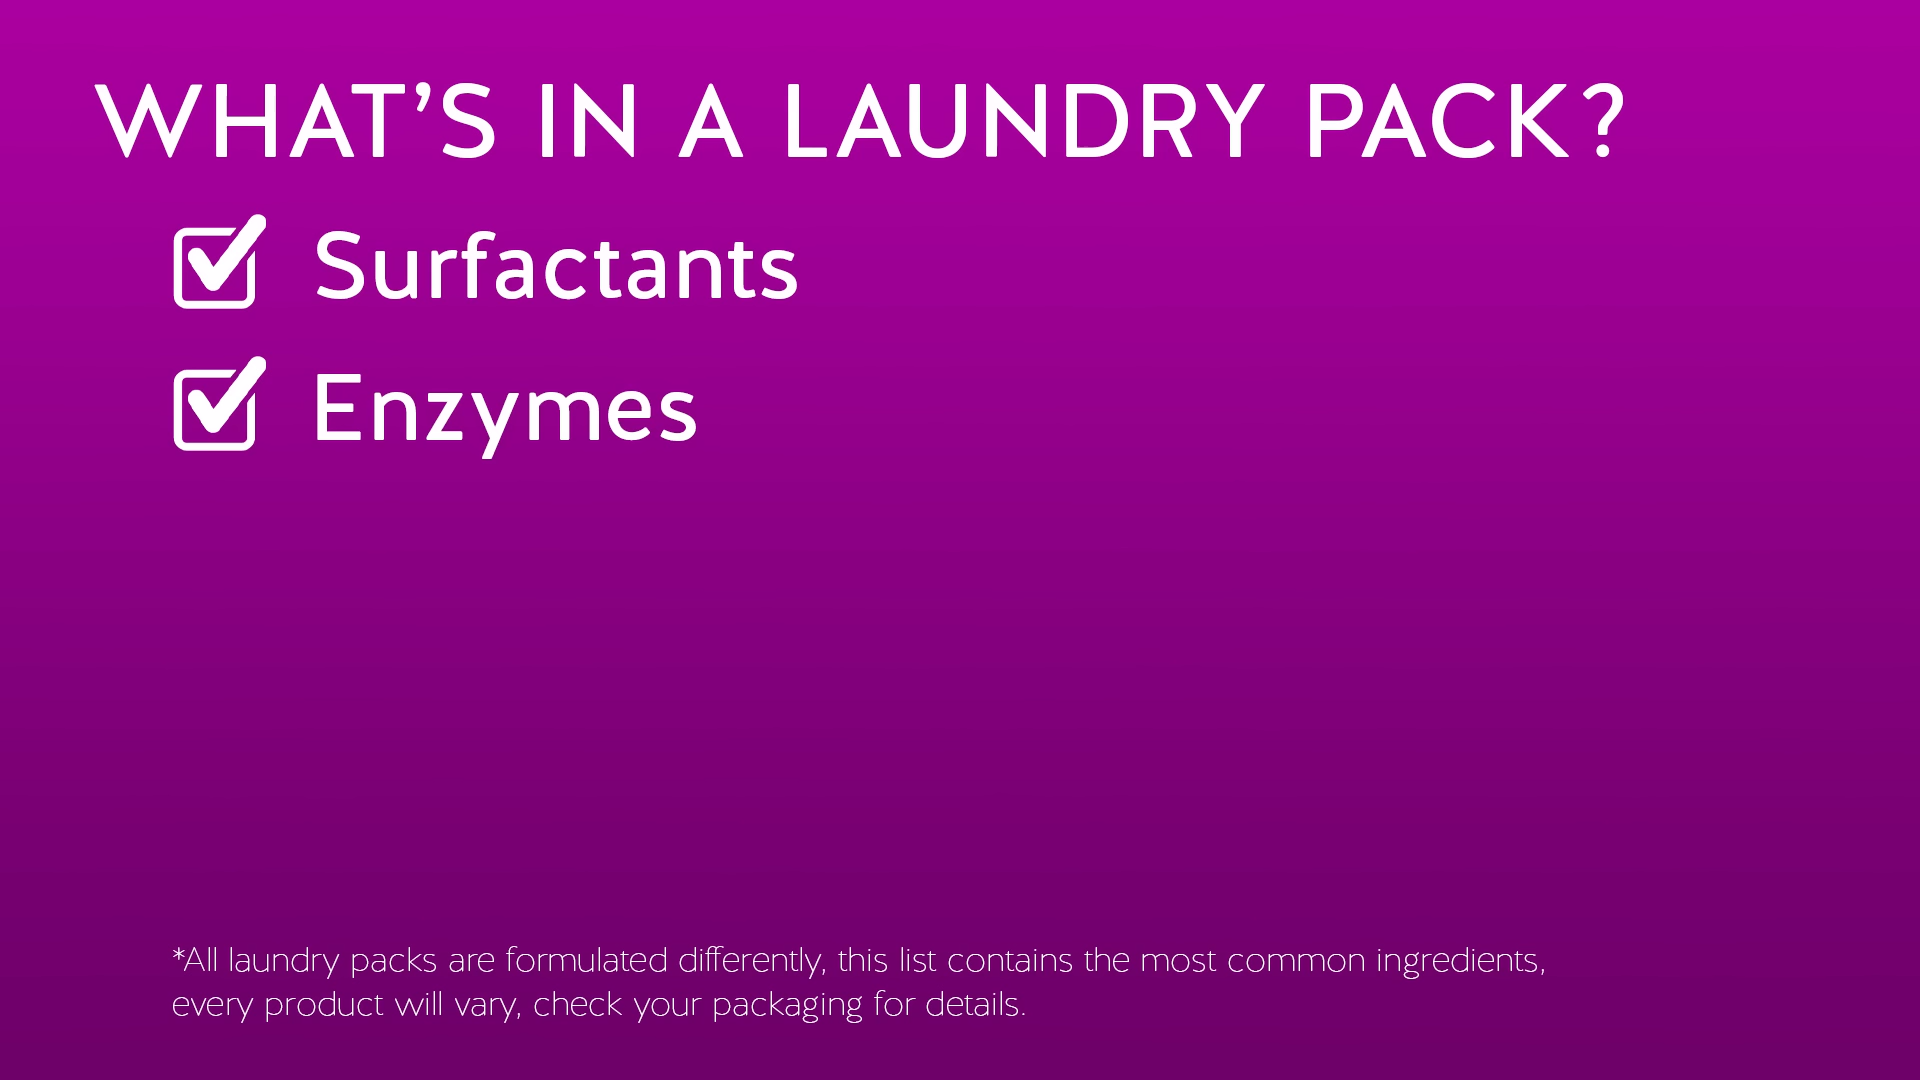 WHAT’S IN A LAUNDRY PACK?
Surfactants
Enzymes
*All laundry packs are formulated differently, this list contains the most common ingredients,
every product will vary, check your packaging for details.